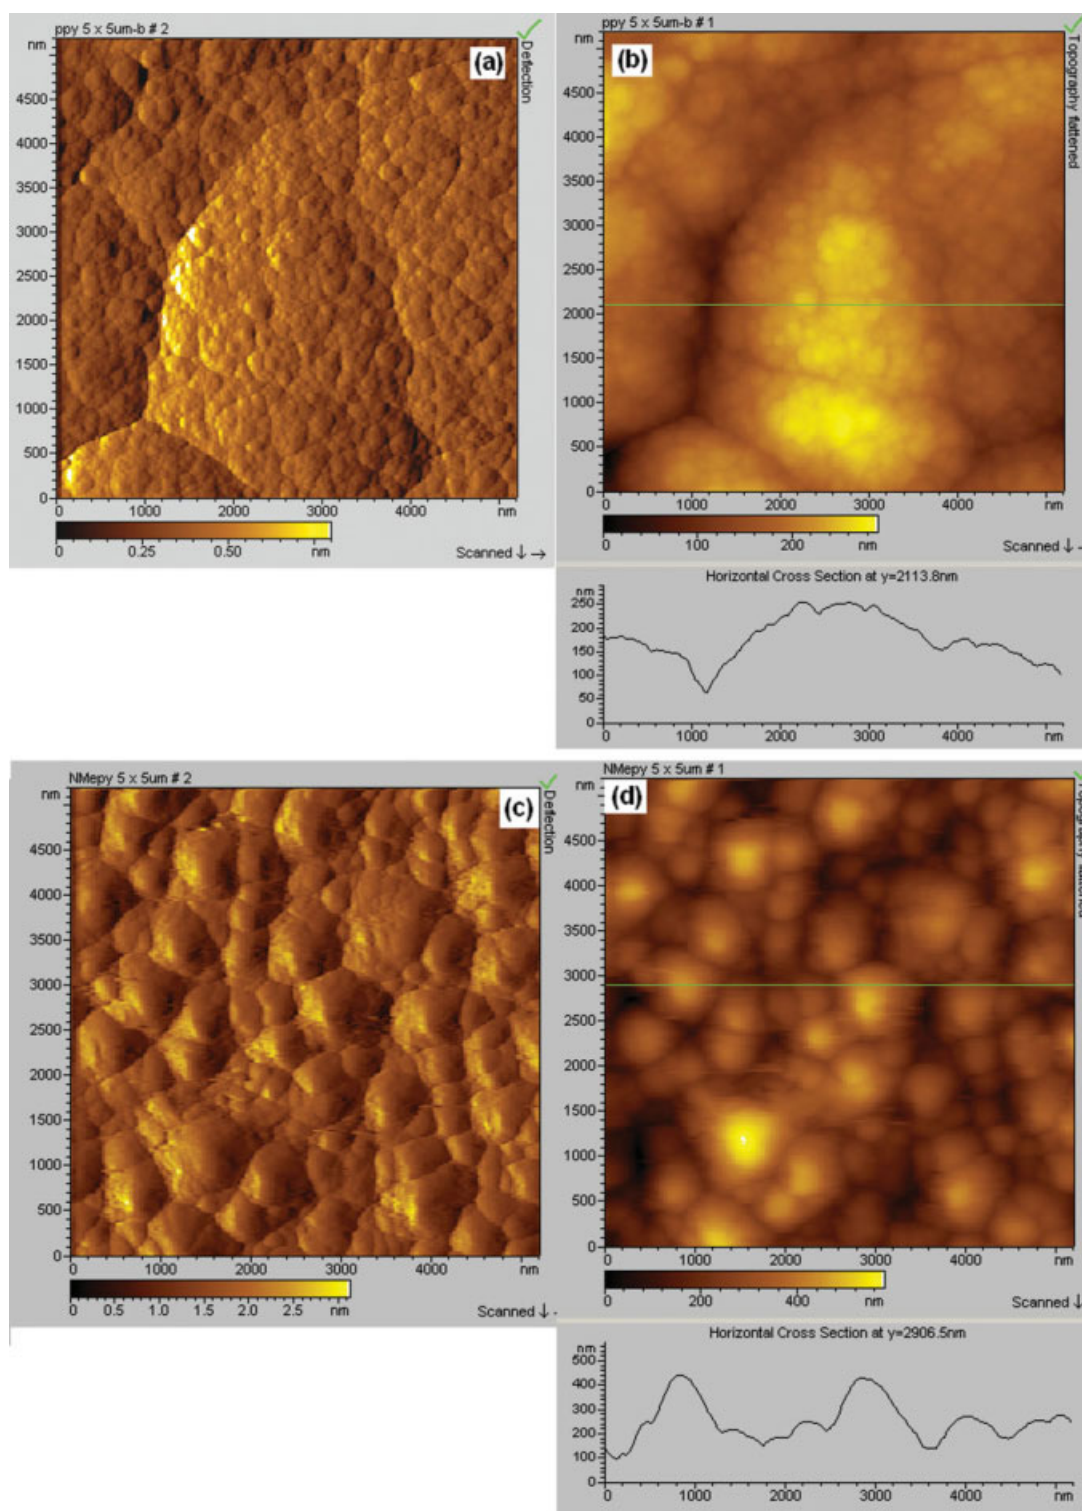 ppy 5 x 5um-b # 2
(a)
Deflection
nm
4500
4000
3500
3000
2500
2000
1500
1000
500
0
0 1000 2000 3000 4000 nm
0 0.25 0.50 nm
Scanned ↓ →
ppy 5 x 5um-b # 1
(b)
Topography flattened
nm
4500
4000
3500
3000
2500
2000
1500
1000
500
0
0 1000 2000 3000 4000 nm
0 100 200 nm
Scanned ↓
Horizontal Cross Section at y=2113.8nm
nm
250
200
150
100
50
0
0 1000 2000 3000 4000 nm
NMepy 5 x 5um # 2
(c)
Deflection
nm
4500
4000
3500
3000
2500
2000
1500
1000
500
0
0 1000 2000 3000 4000 nm
0 0.5 1.0 1.5 2.0 2.5 nm
Scanned ↓
NMepy 5 x 5um # 1
(d)
nm
4500
4000
3500
3000
2500
2000
1500
1000
500
0
0 1000 2000 3000 4000 nm
0 200 400 nm
Scanned ↓
Horizontal Cross Section at y=2906.5nm
nm
500
400
300
200
100
0
0 1000 2000 3000 4000 nm